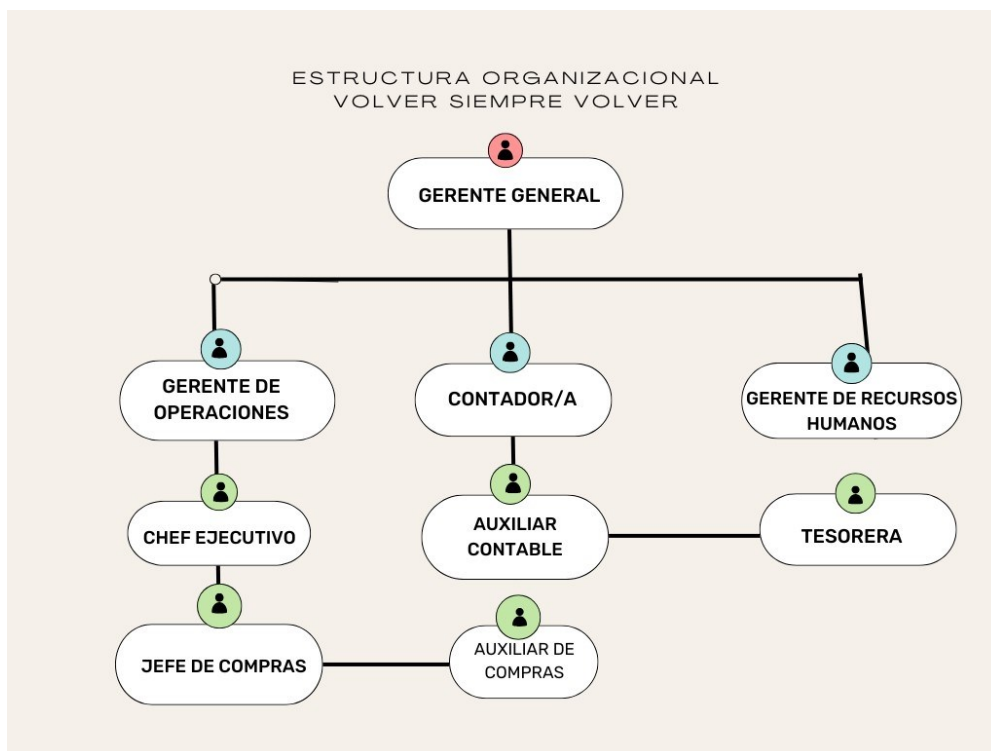 ESTRUCTURA ORGANIZACIONAL
VOLVER SIEMPRE VOLVER
GERENTE GENERAL
GERENTE DE
OPERACIONES
CONTADOR/A
GERENTE DE RECURSOS
HUMANOS
CHEF EJECUTIVO
AUXILIAR
CONTABLE
TESORERA
JEFE DE COMPRAS
AUXILIAR DE
COMPRAS